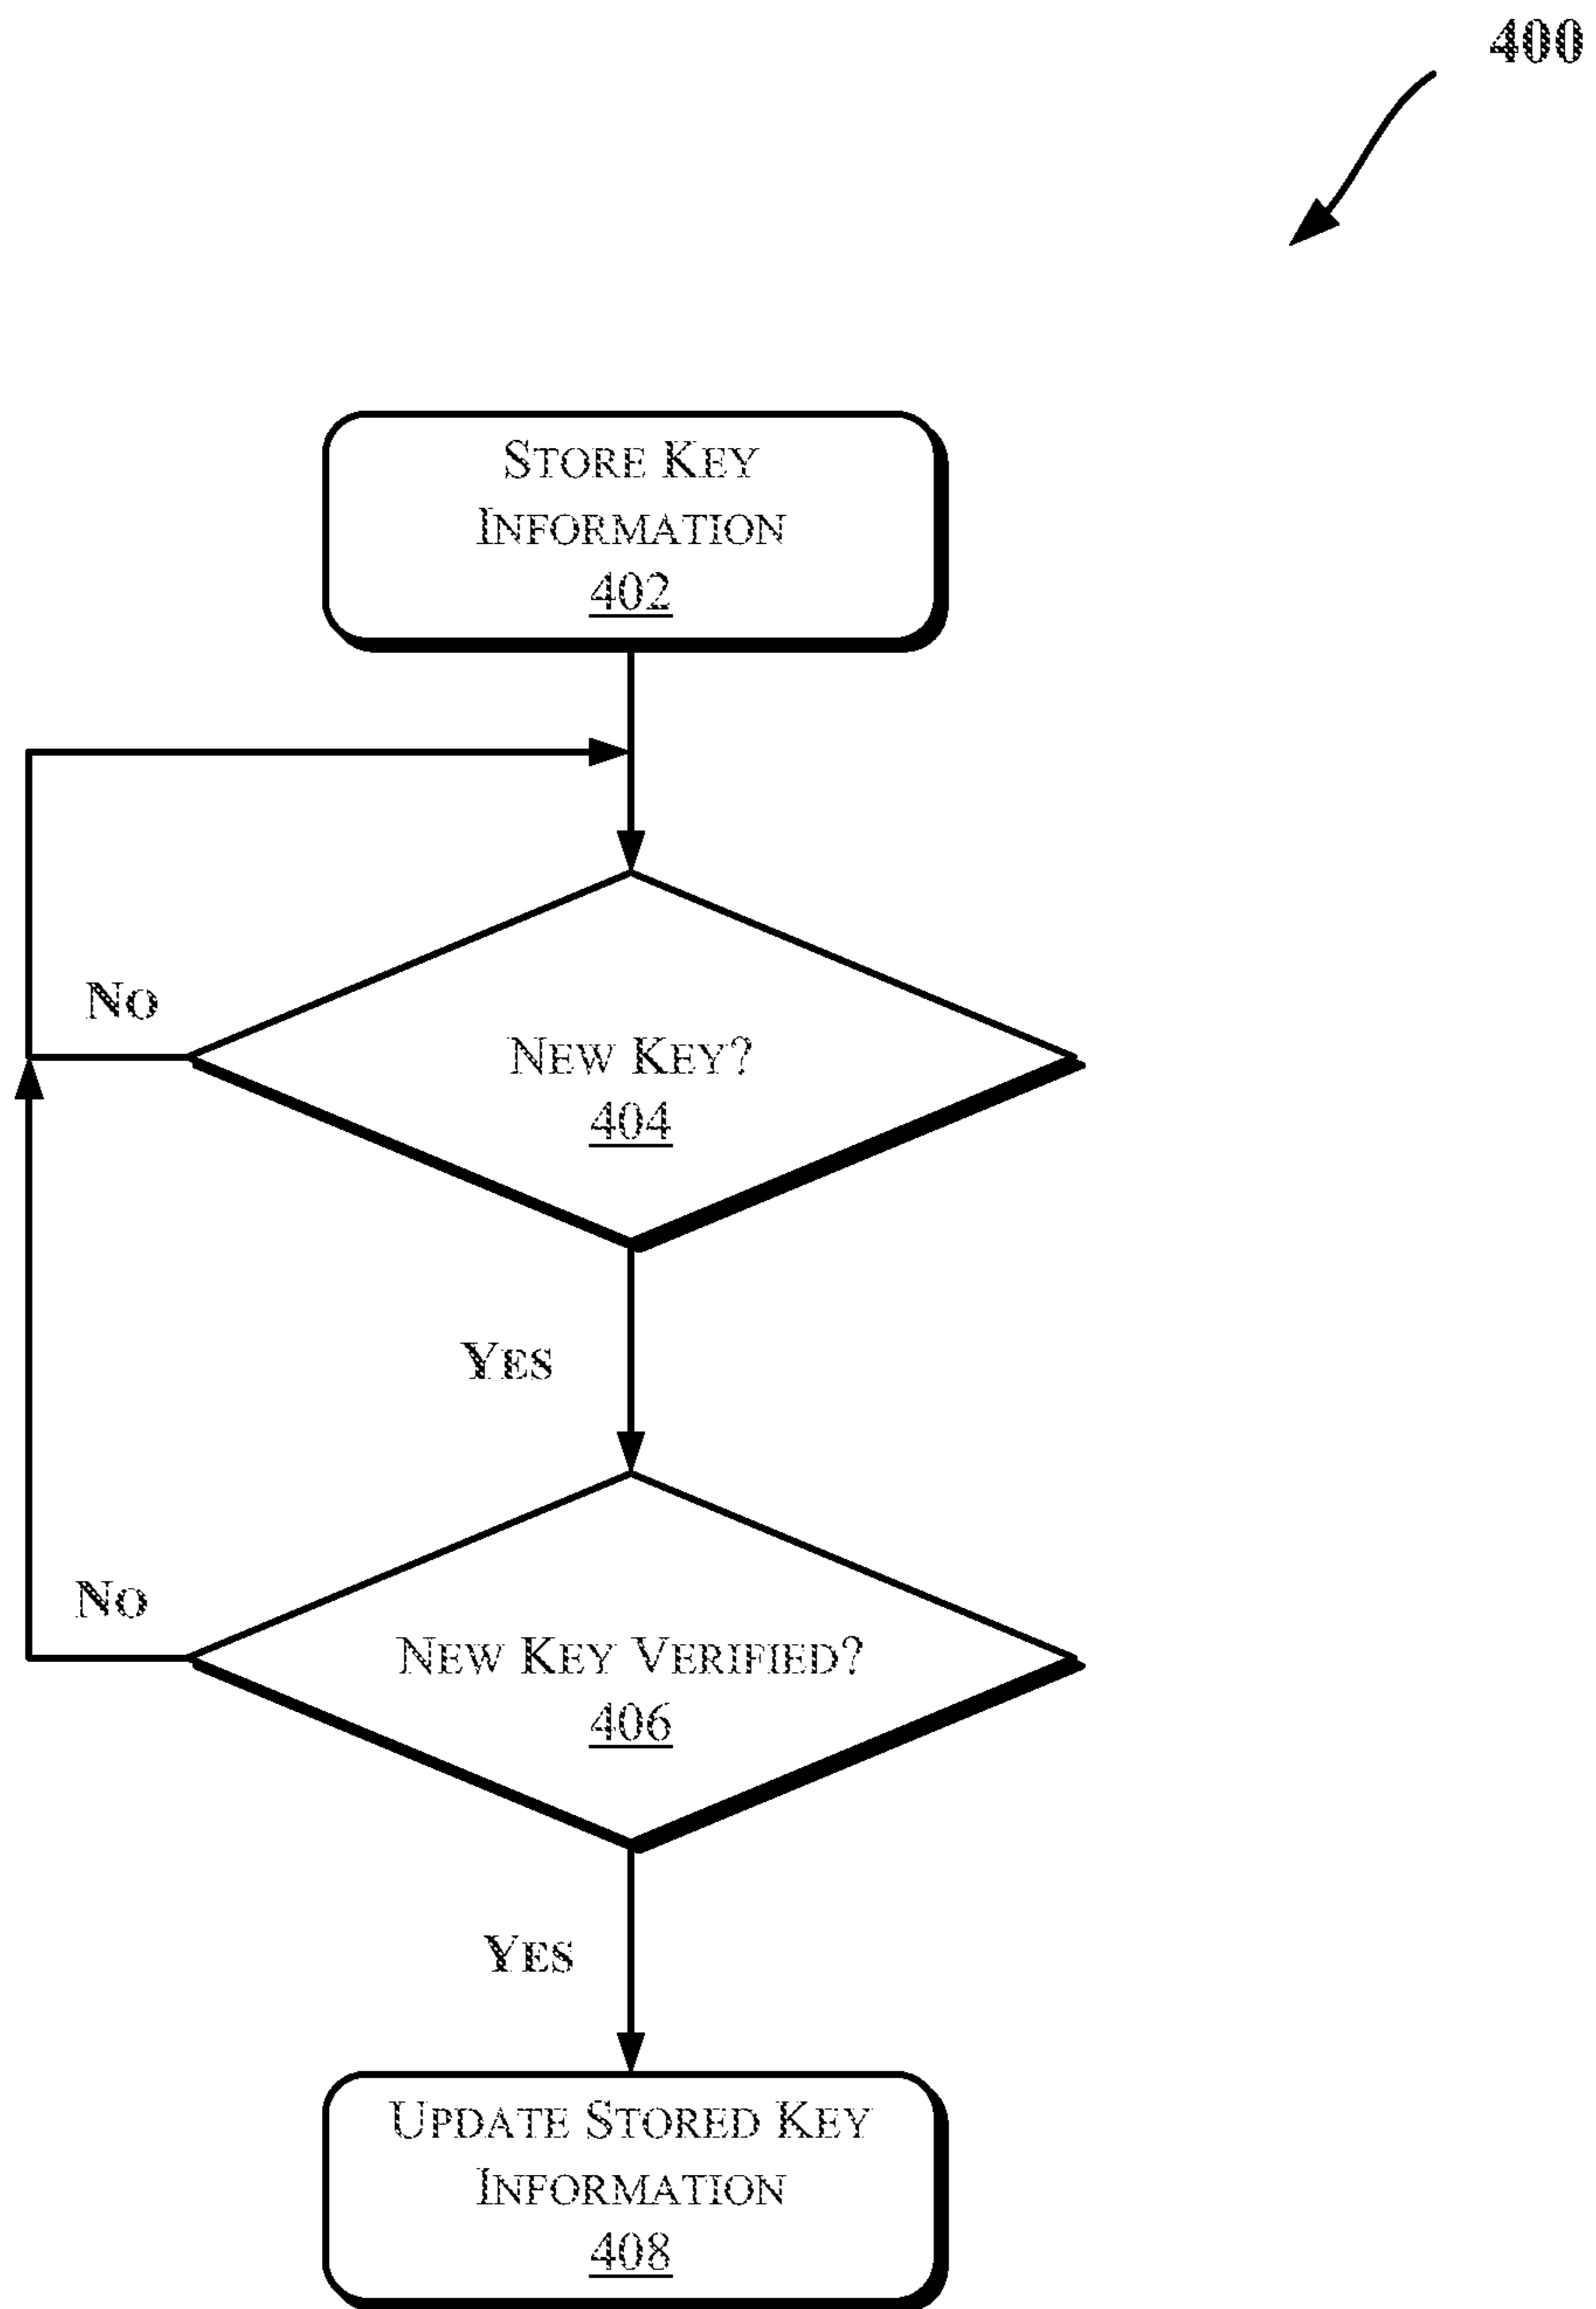 400
STORE KEY
INFORMATION
402
NO
NEW KEY?
404
YES
NO
NEW KEY VERIFIED?
406
YES
UPDATE STORED KEY
INFORMATION
408